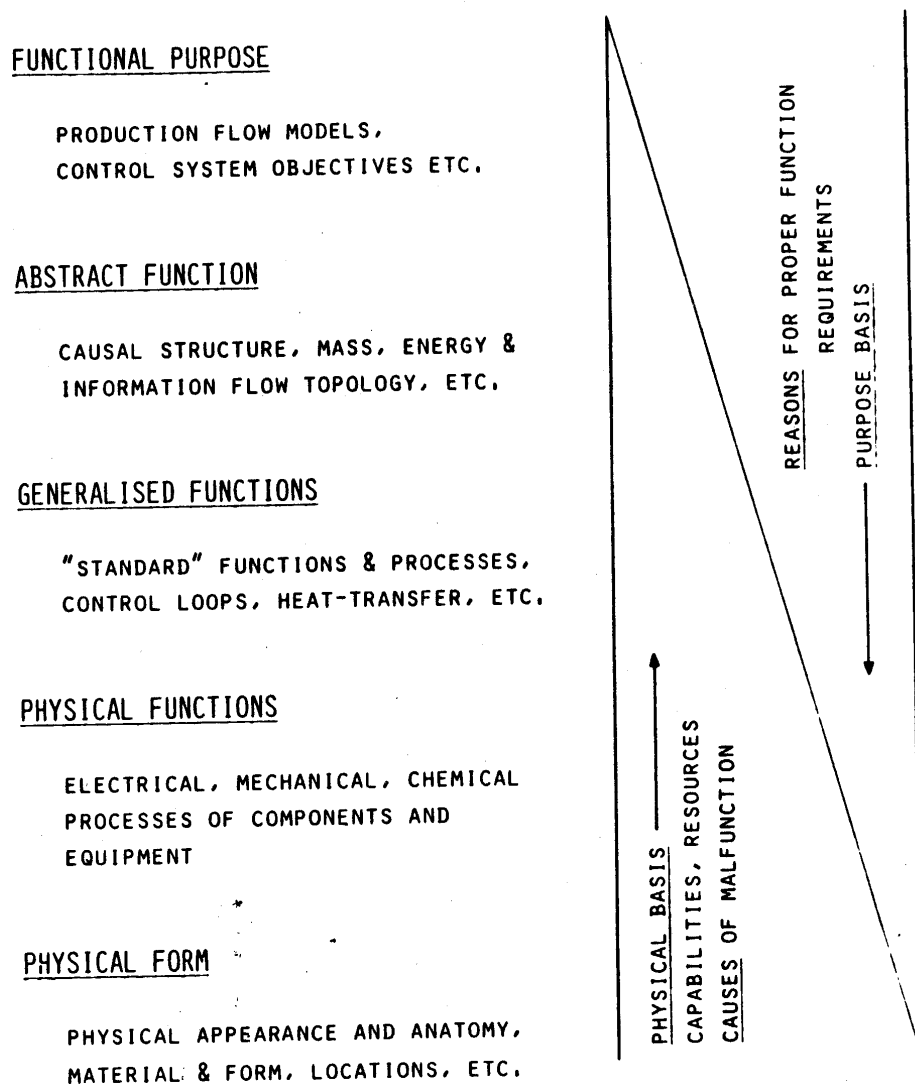 FUNCTIONAL PURPOSE
PRODUCTION FLOW MODELS,
CONTROL SYSTEM OBJECTIVES ETC.
ABSTRACT FUNCTION
CAUSAL STRUCTURE, MASS, ENERGY &
INFORMATION FLOW TOPOLOGY, ETC.
GENERALISED FUNCTIONS
"STANDARD" FUNCTIONS & PROCESSES,
CONTROL LOOPS, HEAT-TRANSFER, ETC.
PHYSICAL FUNCTIONS
ELECTRICAL, MECHANICAL, CHEMICAL
PROCESSES OF COMPONENTS AND
EQUIPMENT
PHYSICAL FORM
PHYSICAL APPEARANCE AND ANATOMY,
MATERIAL & FORM, LOCATIONS, ETC.
PHYSICAL BASIS
CAPABILITIES, RESOURCES
CAUSES OF MALFUNCTION
REASONS FOR PROPER FUNCTION
REQUIREMENTS
PURPOSE BASIS